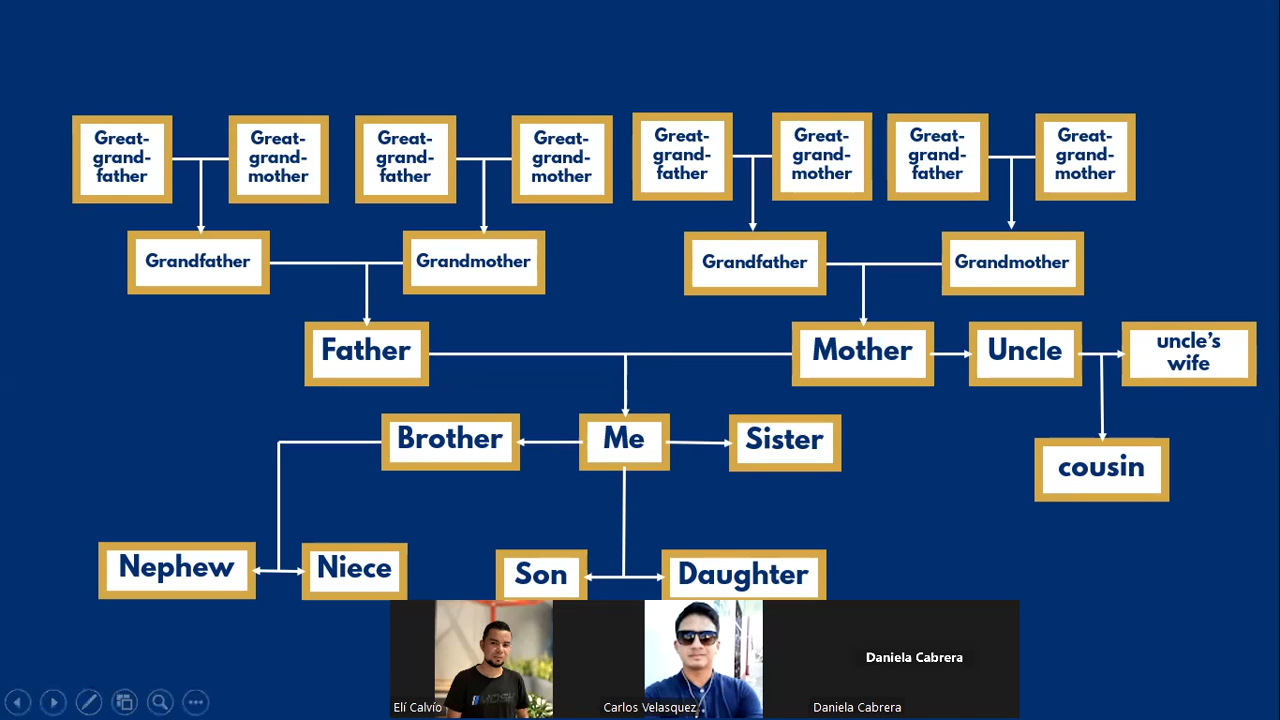 Great-
grand-
father
Great-
grand-
mother
Great-
grand-
father
Great-
grand-
mother
Great-
grand-
father
Great-
grand-
mother
Great-
grand-
father
Great-
grand-
mother
Grandfather
Grandmother
Grandfather
Grandmother
Father
Mother
Uncle
uncle's
wife
Brother
Me
Sister
cousin
Nephew
Niece
Son
Daughter
Daniela Cabrera
Elí Calvío
Carlos Velasquez
Daniela Cabrera